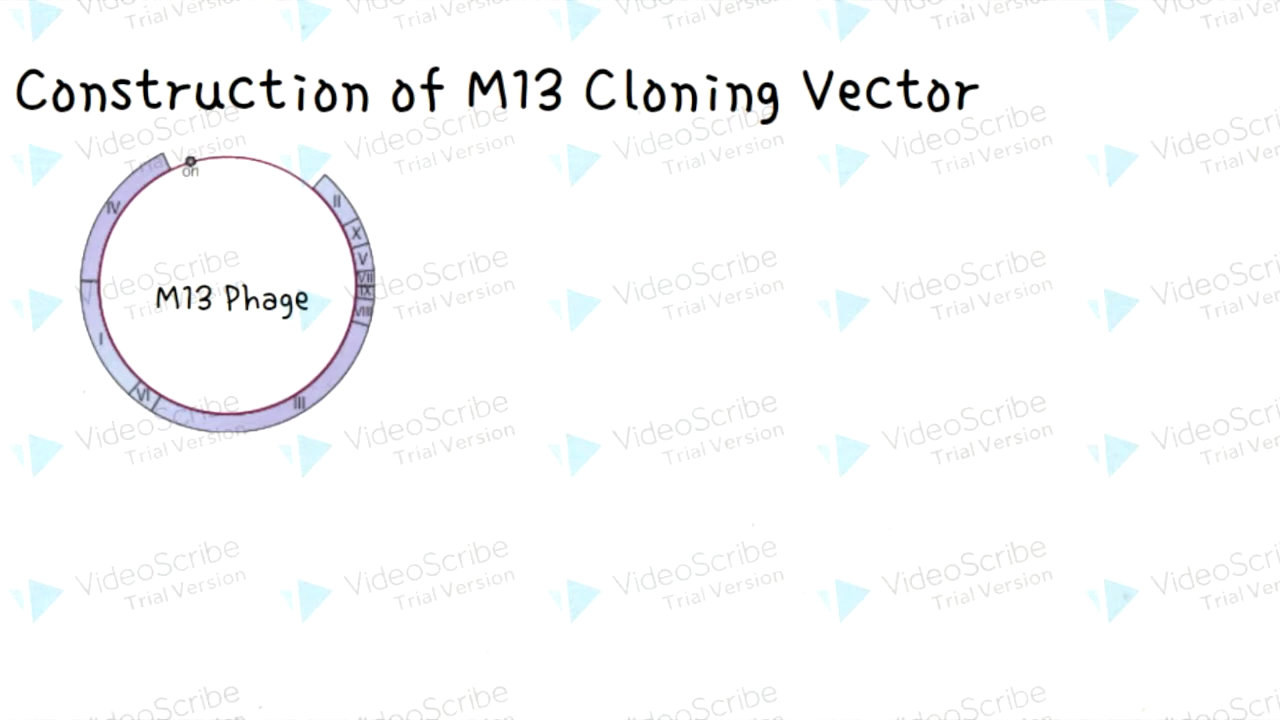 Construction of M13 Cloning Vector
ori
IV
II
X
V
VII
IX
VIII
M13 Phage
I
VI
III
VideoScribe
Trial Version